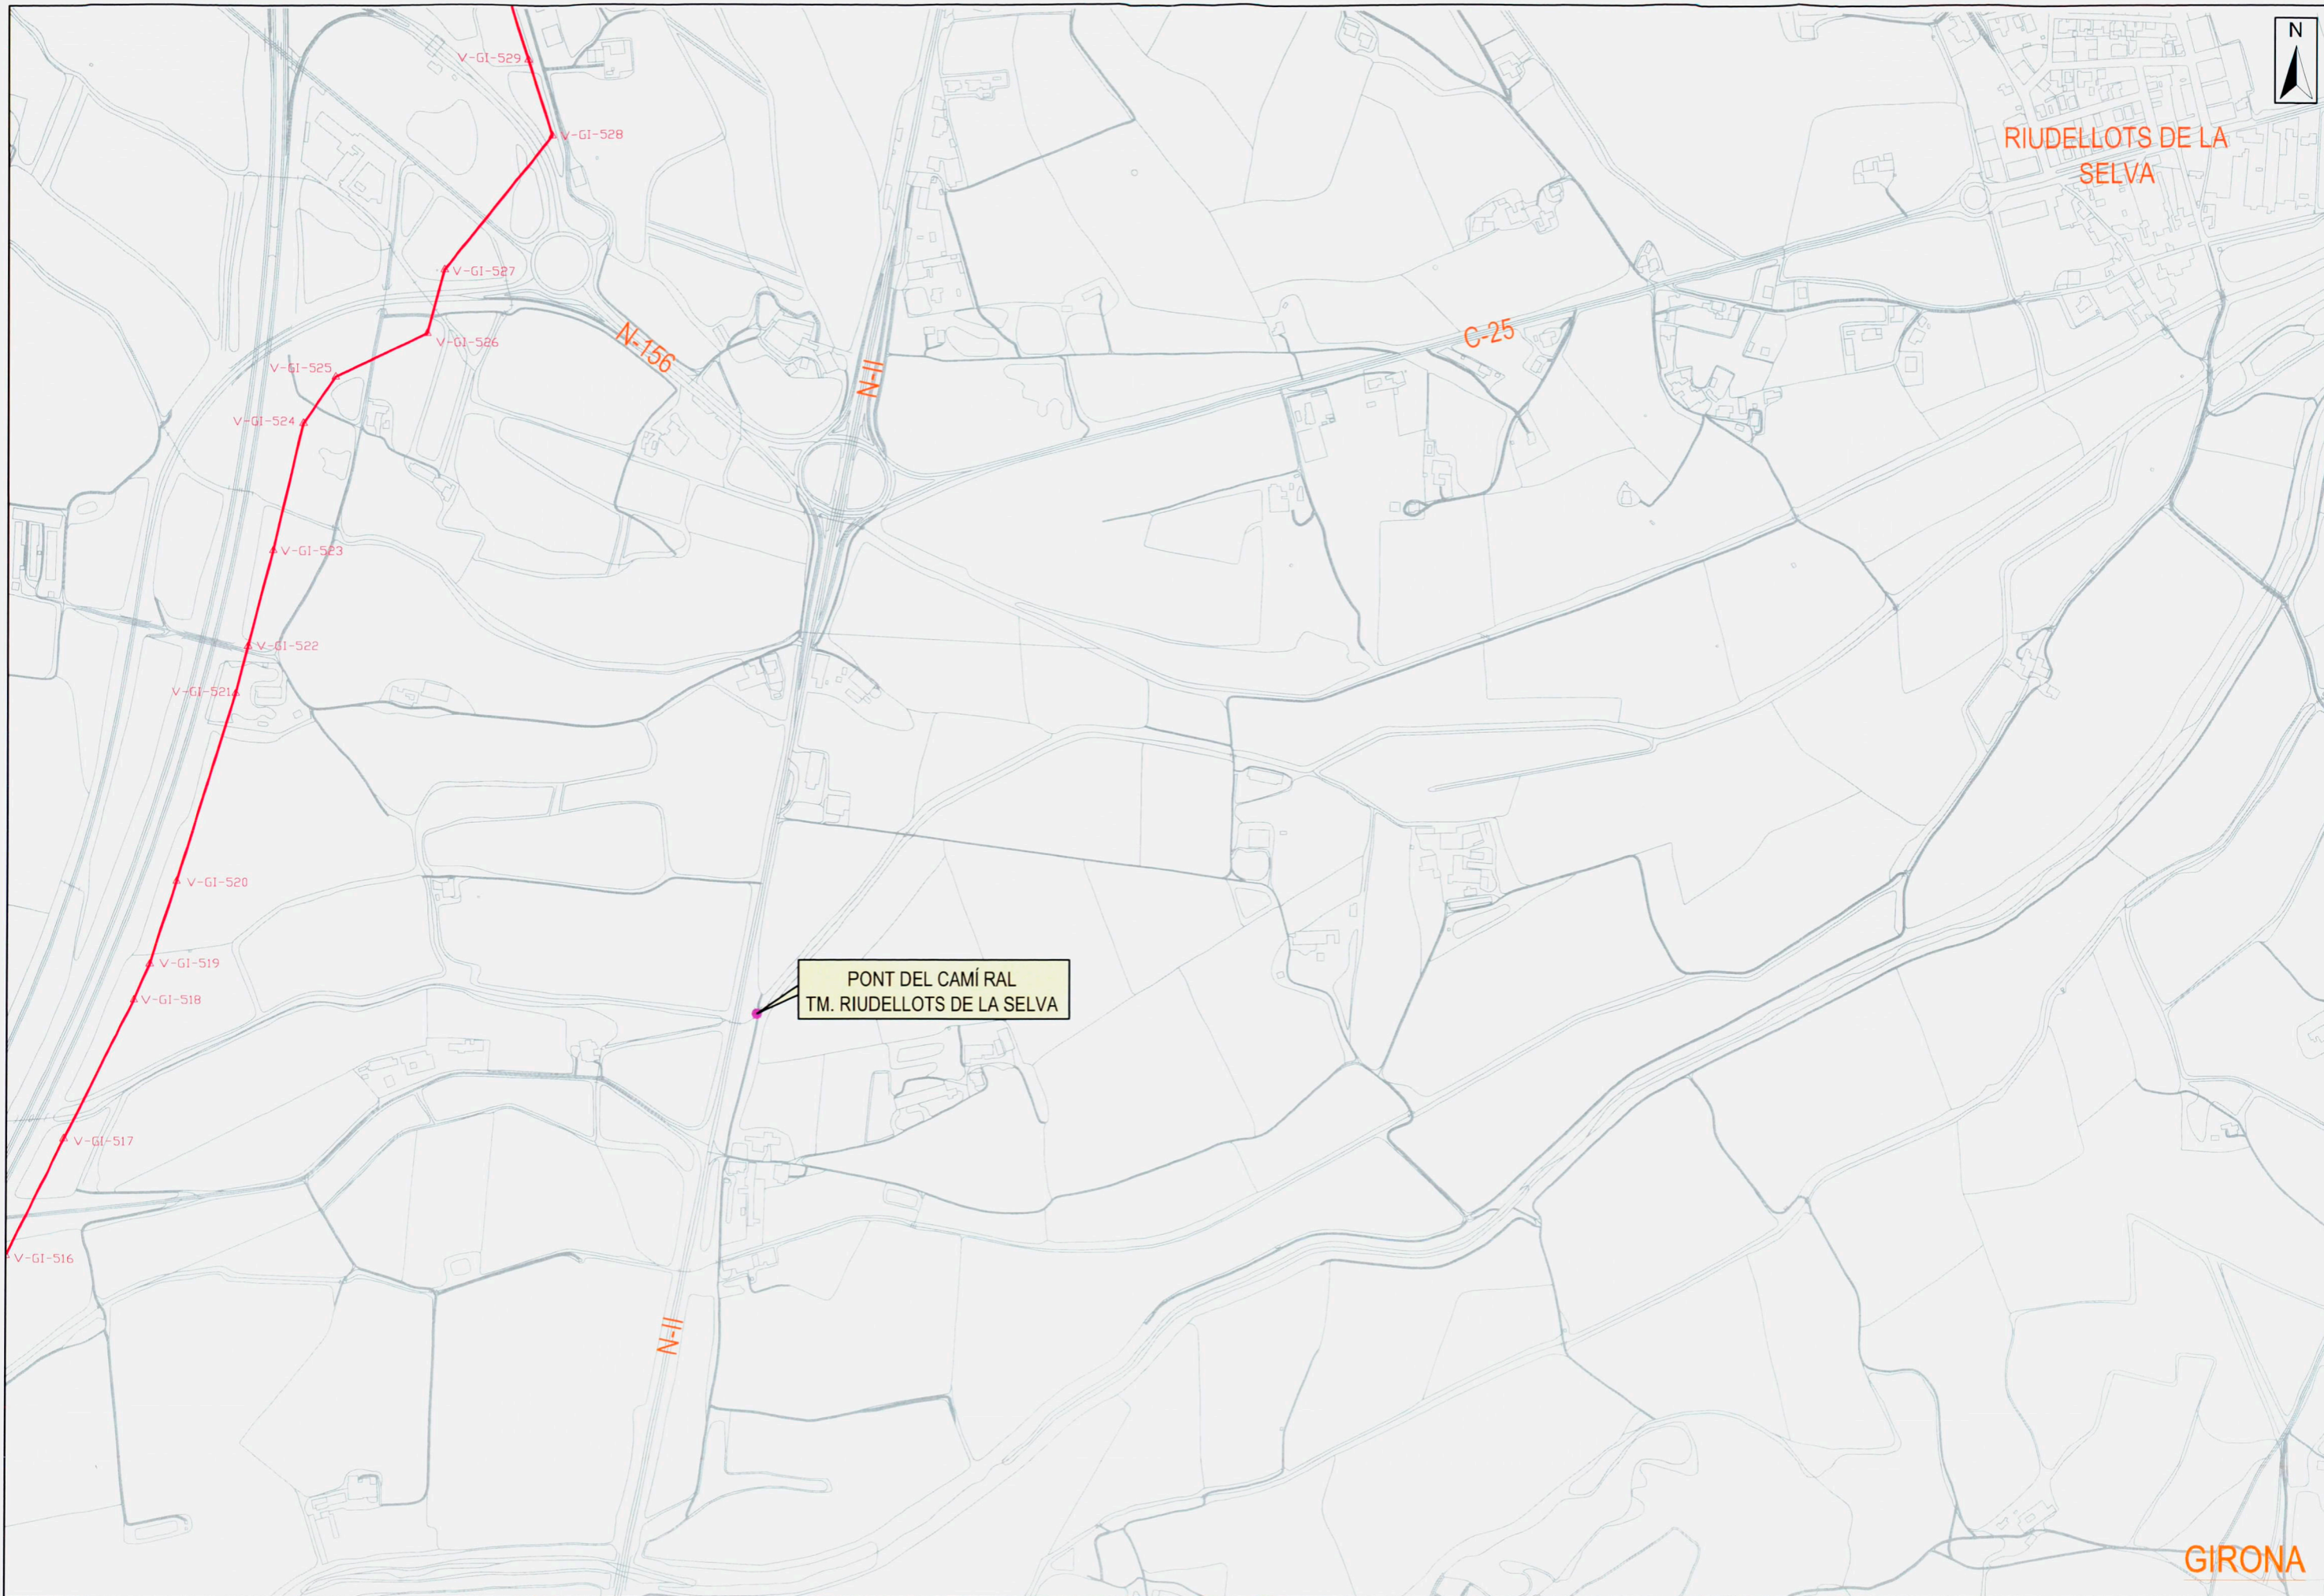 N
V-GI-529
V-GI-528
RIUDELLOTS DE LA
SELVA
V-GI-527
V-GI-526
N-156
C-25
N-II
V-GI-525
V-GI-524
V-GI-523
V-GI-522
V-GI-521
V-GI-520
V-GI-519
V-GI-518
PONT DEL CAMÍ RAL
TM. RIUDELLOTS DE LA SELVA
V-GI-517
V-GI-516
N-II
GIRONA